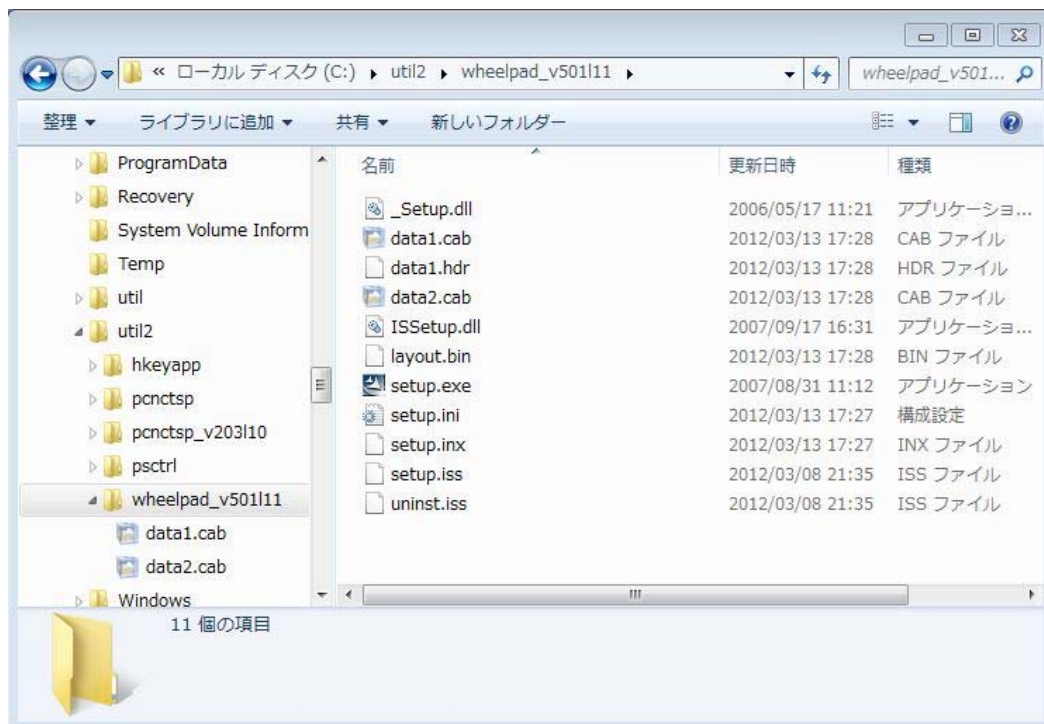 « ローカル ディスク (C:) ▸ util2 ▸ wheelpad_v501l11 ▸
wheelpad_v501...
整理 ▼ ライブラリに追加 ▼ 共有 ▼ 新しいフォルダー
ProgramData
Recovery
System Volume Inform
Temp
util
util2
hkeyapp
pcnctsp
pcnctsp_v203l10
psctrl
wheelpad_v501l11
data1.cab
data2.cab
Windows
名前 更新日時 種類
_Setup.dll 2006/05/17 11:21 アプリケーショ...
data1.cab 2012/03/13 17:28 CAB ファイル
data1.hdr 2012/03/13 17:28 HDR ファイル
data2.cab 2012/03/13 17:28 CAB ファイル
ISSetup.dll 2007/09/17 16:31 アプリケーショ...
layout.bin 2012/03/13 17:28 BIN ファイル
setup.exe 2007/08/31 11:12 アプリケーション
setup.ini 2012/03/13 17:27 構成設定
setup.inx 2012/03/13 17:27 INX ファイル
setup.iss 2012/03/08 21:35 ISS ファイル
uninst.iss 2012/03/08 21:35 ISS ファイル
11 個の項目